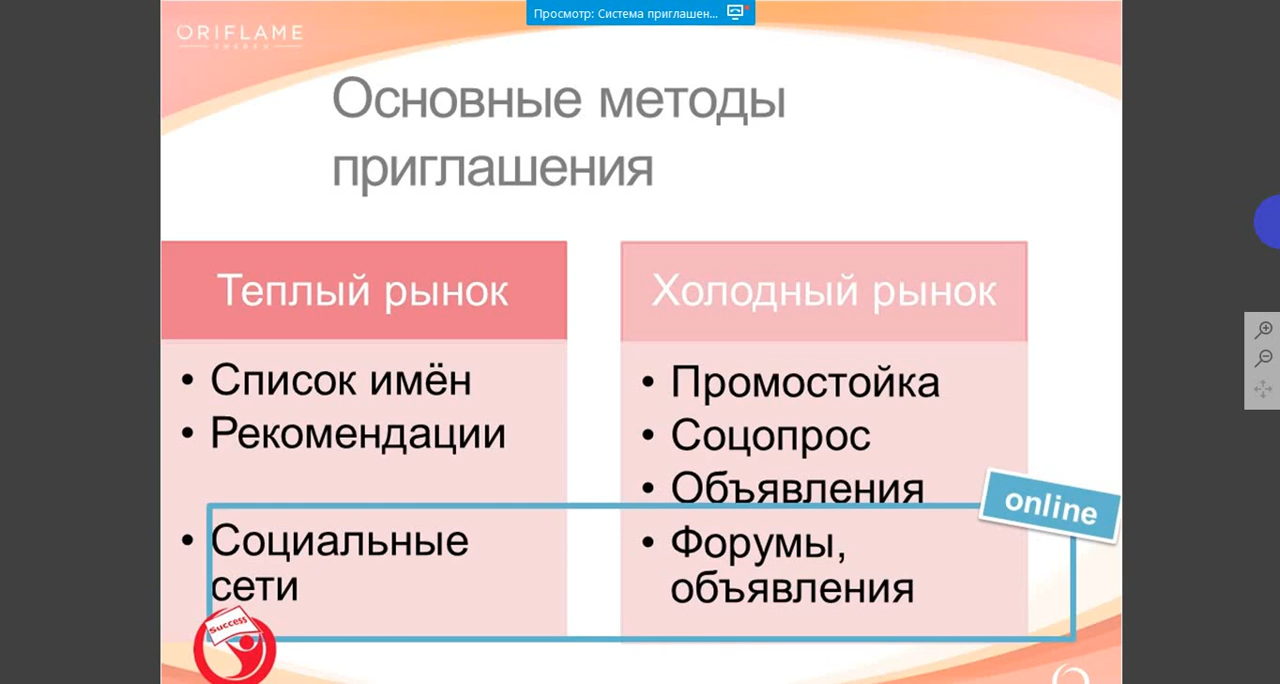 Просмотр: Система приглашен...
ORIFLAME
SWEDEN
Основные методы
приглашения
Теплый рынок
• Список имён
• Рекомендации
• Социальные
сети
Холодный рынок
• Промостойка
• Соцопрос
• Объявления
• Форумы,
объявления
online
Success